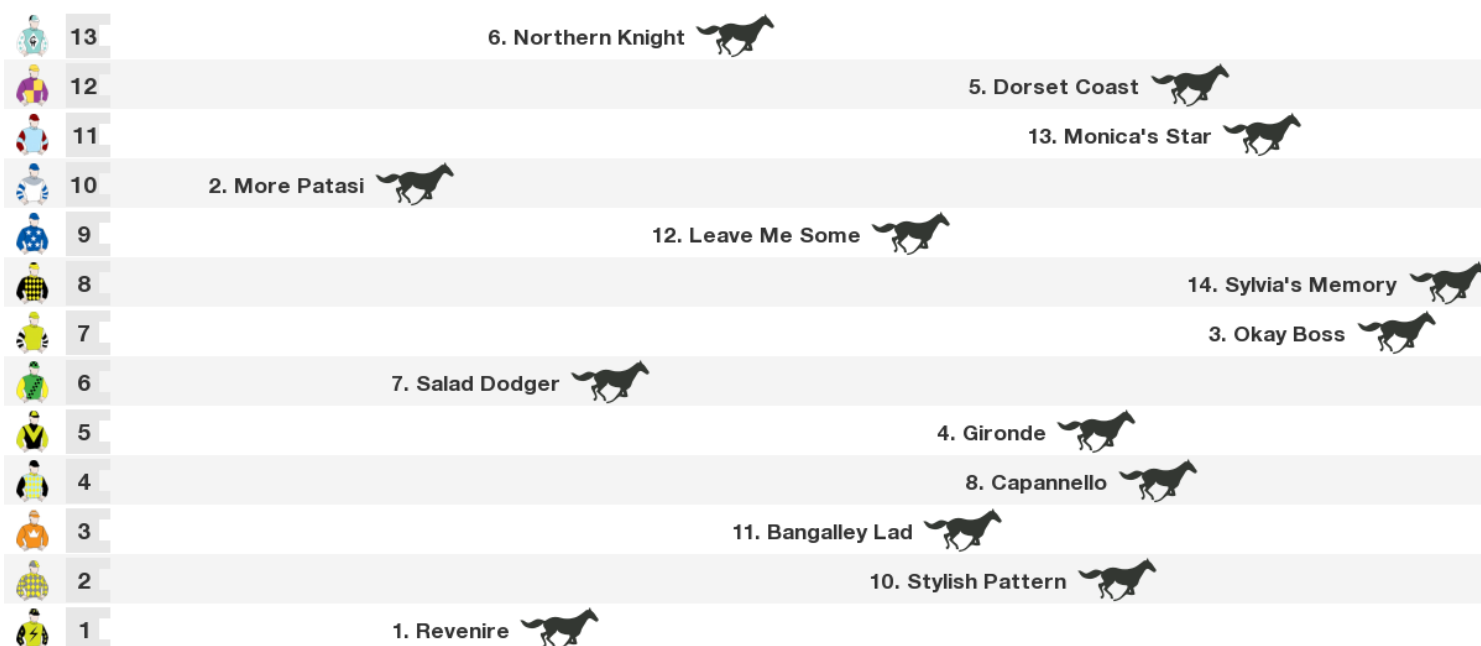 13 6. Northern Knight
12 5. Dorset Coast
11 13. Monica's Star
10 2. More Patasi
9 12. Leave Me Some
8 14. Sylvia's Memory
7 3. Okay Boss
6 7. Salad Dodger
5 4. Gironde
4 8. Capannello
3 11. Bangalley Lad
2 10. Stylish Pattern
1 1. Revenire